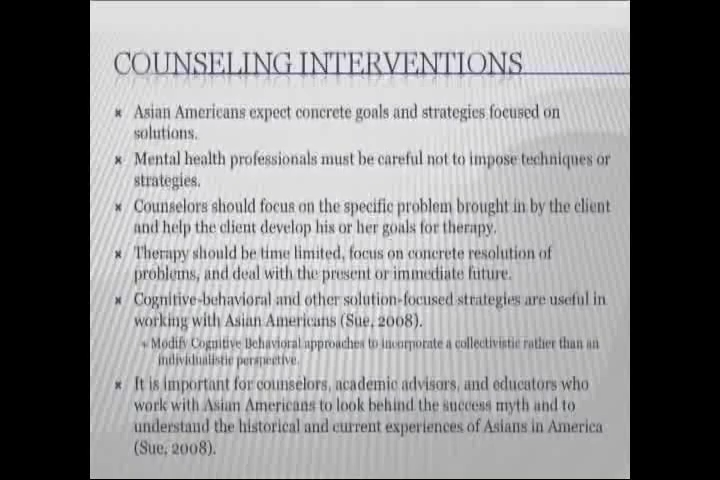 COUNSELING INTERVENTIONS
Asian Americans expect concrete goals and strategies focused on
solutions.
Mental health professionals must be careful not to impose techniques or
strategies.
Counselors should focus on the specific problem brought in by the client
and help the client develop his or her goals for therapy.
Therapy should be time limited, focus on concrete resolution of
problems, and deal with the present or immediate future.
Cognitive-behavioral and other solution-focused strategies are useful in
working with Asian Americans (Sue, 2008).
Modify Cognitive Behavioral approaches to incorporate a collectivistic rather than an
individualistic perspective.
It is important for counselors, academic advisors, and educators who
work with Asian Americans to look behind the success myth and to
understand the historical and current experiences of Asians in America
(Sue, 2008).